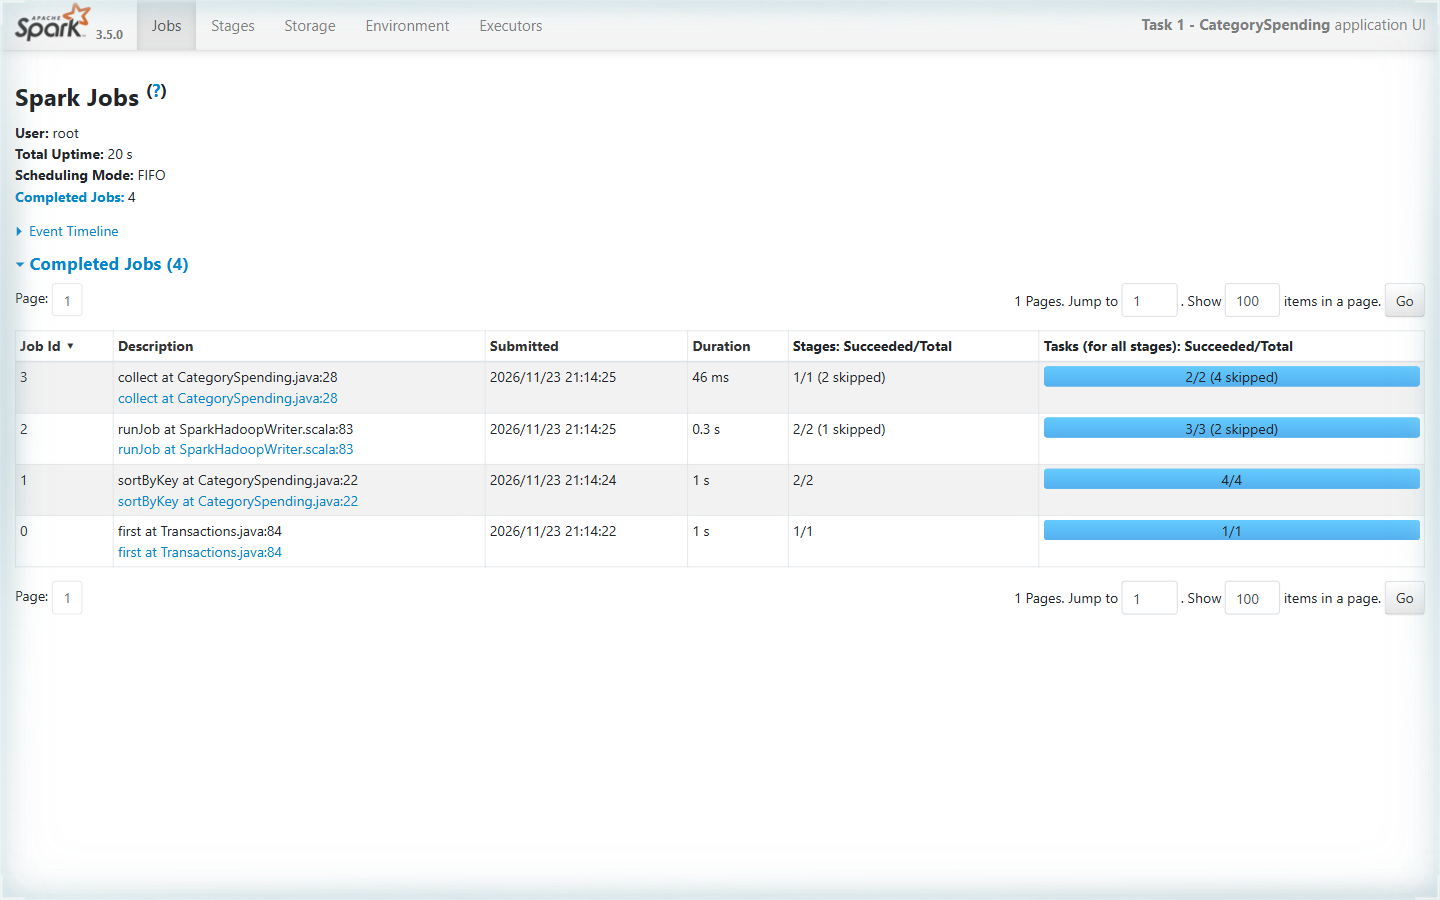 APACHE
Spark 3.5.0 Jobs Stages Storage Environment Executors Task 1 - CategorySpending application UI
Spark Jobs (?)
User: root
Total Uptime: 20 s
Scheduling Mode: FIFO
Completed Jobs: 4
Event Timeline
Completed Jobs (4)
Page: 1 1 Pages. Jump to 1 . Show 100 items in a page. Go
Job Id ▾ Description Submitted Duration Stages: Succeeded/Total Tasks (for all stages): Succeeded/Total
3 collect at CategorySpending.java:28 2026/11/23 21:14:25 46 ms 1/1 (2 skipped) 2/2 (4 skipped)
collect at CategorySpending.java:28
2 runJob at SparkHadoopWriter.scala:83 2026/11/23 21:14:25 0.3 s 2/2 (1 skipped) 3/3 (2 skipped)
runJob at SparkHadoopWriter.scala:83
1 sortByKey at CategorySpending.java:22 2026/11/23 21:14:24 1 s 2/2 4/4
sortByKey at CategorySpending.java:22
0 first at Transactions.java:84 2026/11/23 21:14:22 1 s 1/1 1/1
first at Transactions.java:84
Page: 1 1 Pages. Jump to 1 . Show 100 items in a page. Go